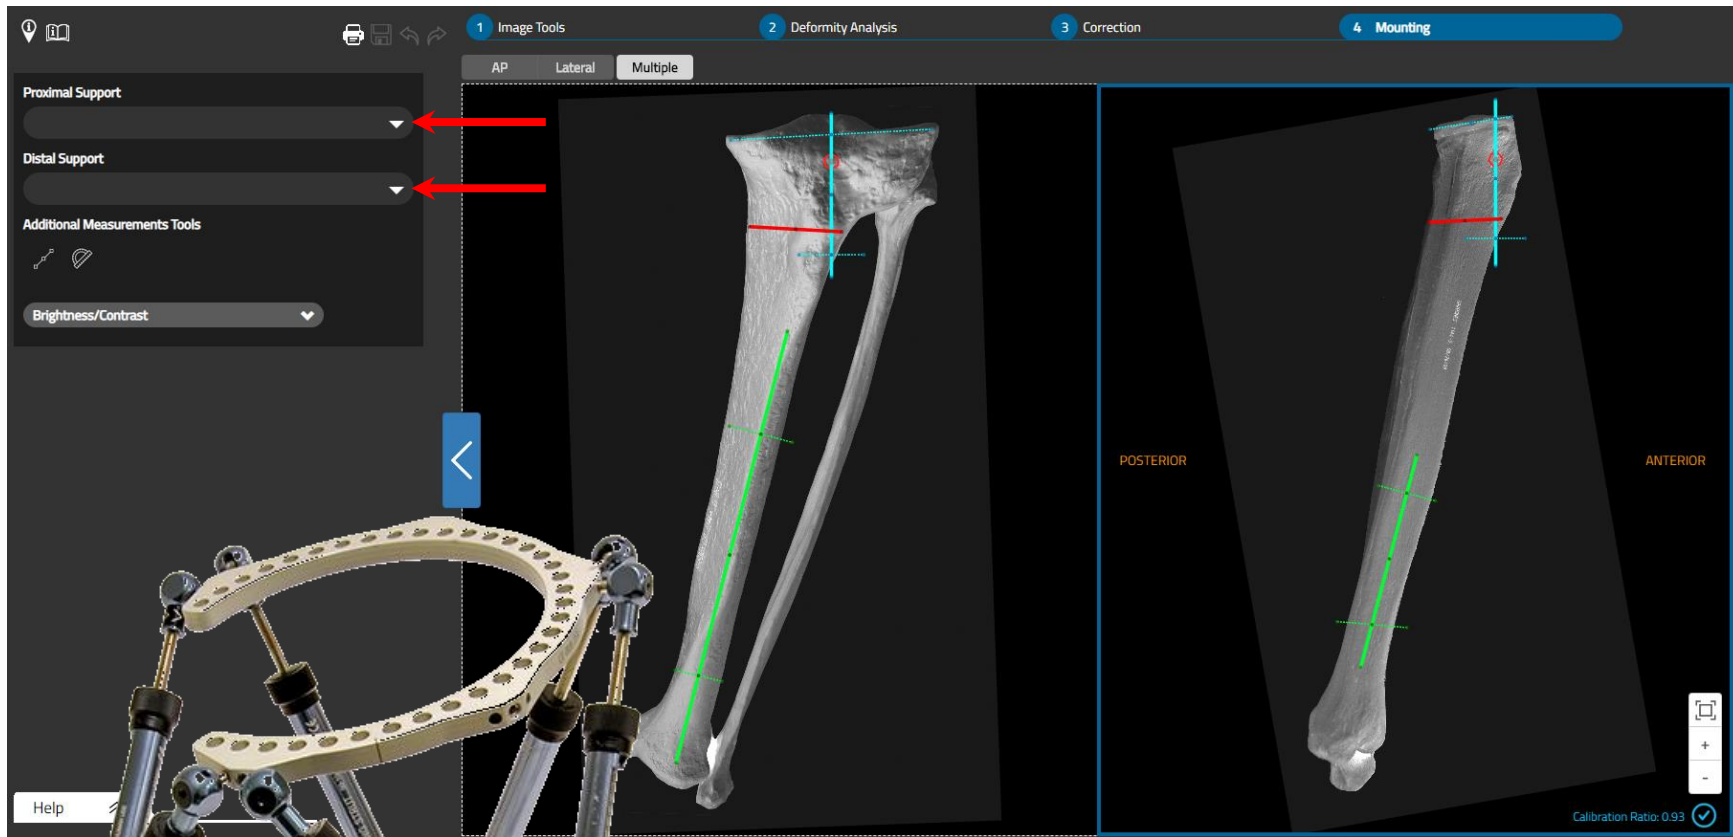 1 Image Tools
2 Deformity Analysis
3 Correction
4 Mounting
AP Lateral Multiple
Proximal Support
Distal Support
Additional Measurements Tools
Brightness/Contrast
POSTERIOR
ANTERIOR
Help
+
-
Calibration Ratio: 0.93